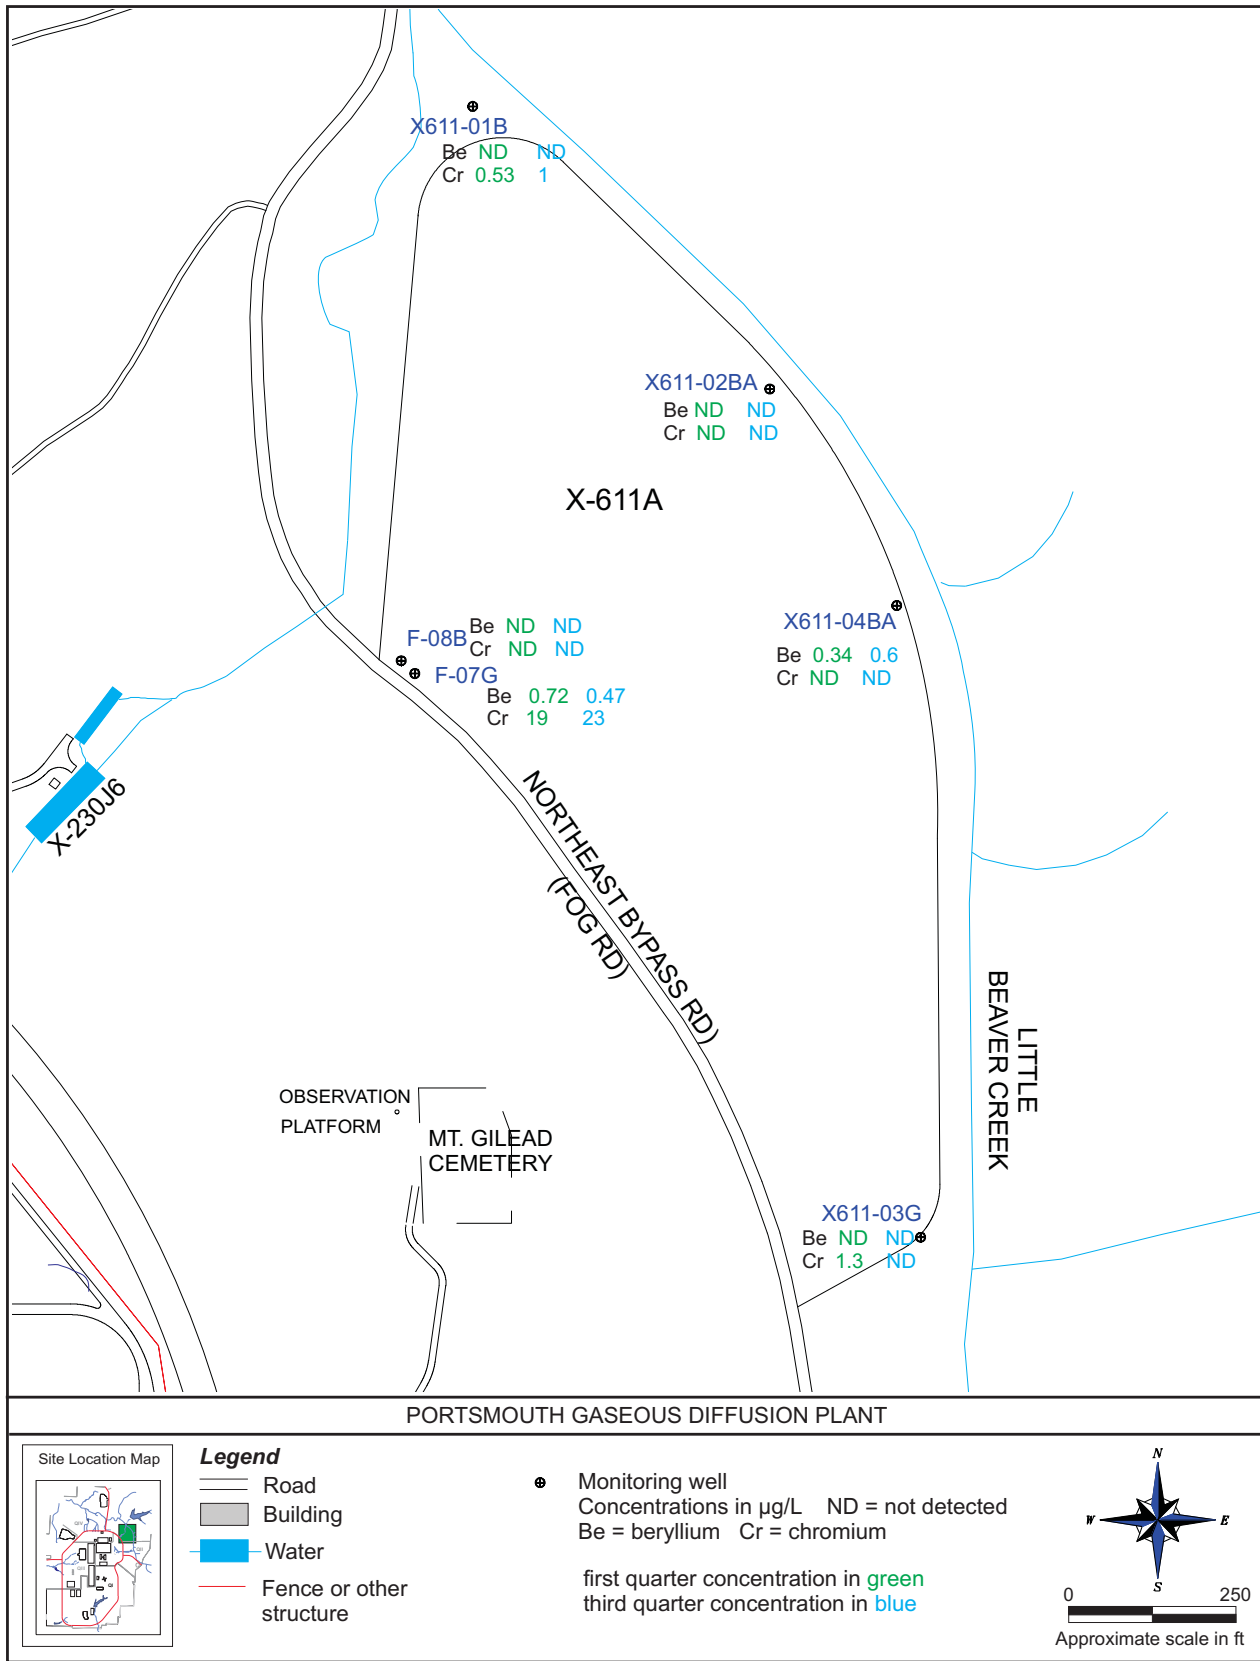 X611-01B
Be ND ND
Cr 0.53 1
X611-02BA
Be ND ND
Cr ND ND
X-611A
X611-04BA
Be 0.34 0.6
Cr ND ND
F-08B
Be ND ND
Cr ND ND
F-07G
Be 0.72 0.47
Cr 19 23
X-230J6
NORTHEAST BYPASS RD)
(FOG RD)
LITTLE
BEAVER CREEK
OBSERVATION
PLATFORM
MT. GILEAD
CEMETERY
X611-03G
Be ND ND
Cr 1.3 ND
PORTSMOUTH GASEOUS DIFFUSION PLANT
Site Location Map
Legend
Road
Building
Water
Fence or other
structure
Monitoring well
Concentrations in µg/L ND = not detected
Be = beryllium Cr = chromium
first quarter concentration in green
third quarter concentration in blue
N
W E
S
0 250
Approximate scale in ft